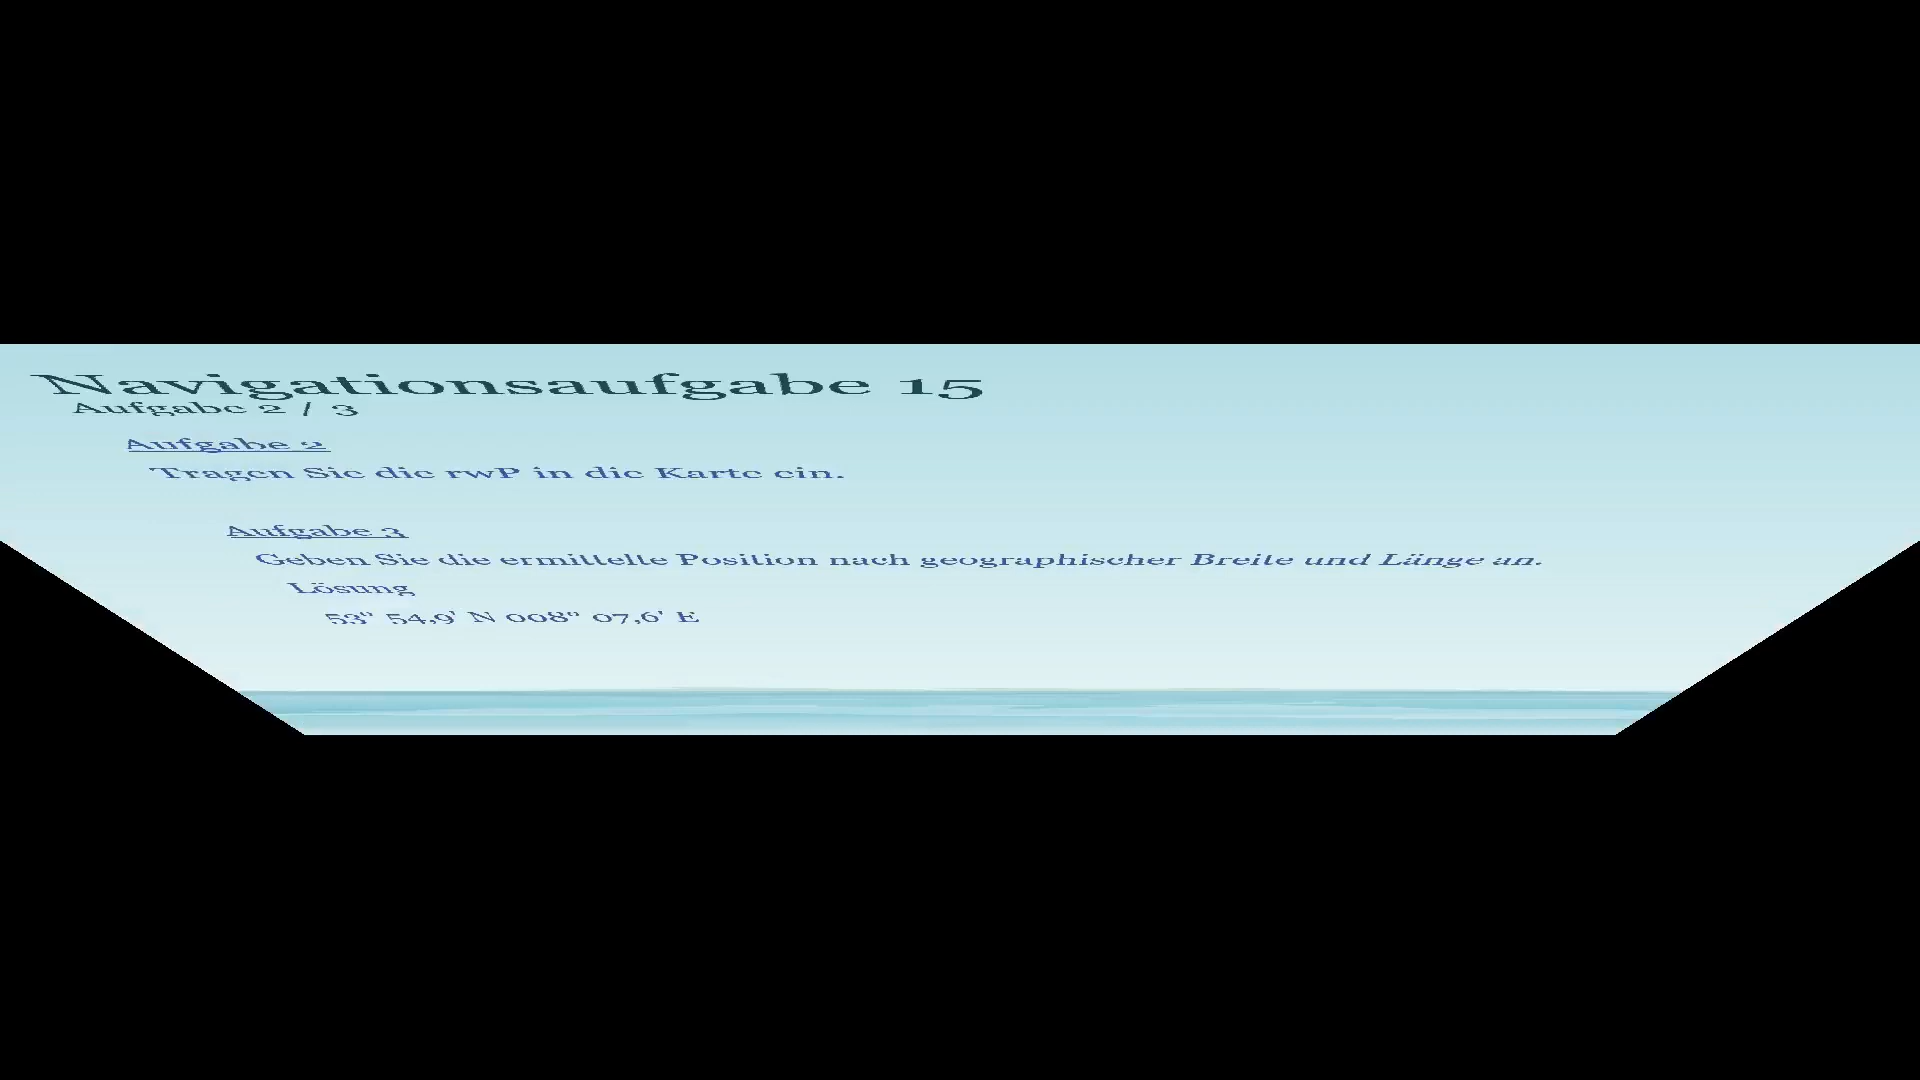 Navigationsaufgabe 15
Aufgabe 2 / 3
Aufgabe 2
Tragen Sie die rwP in die Karte ein.
Aufgabe 3
Geben Sie die ermittelte Position nach geographischer Breite und Länge an.
Lösung
53° 54,9' N 008° 07,6' E